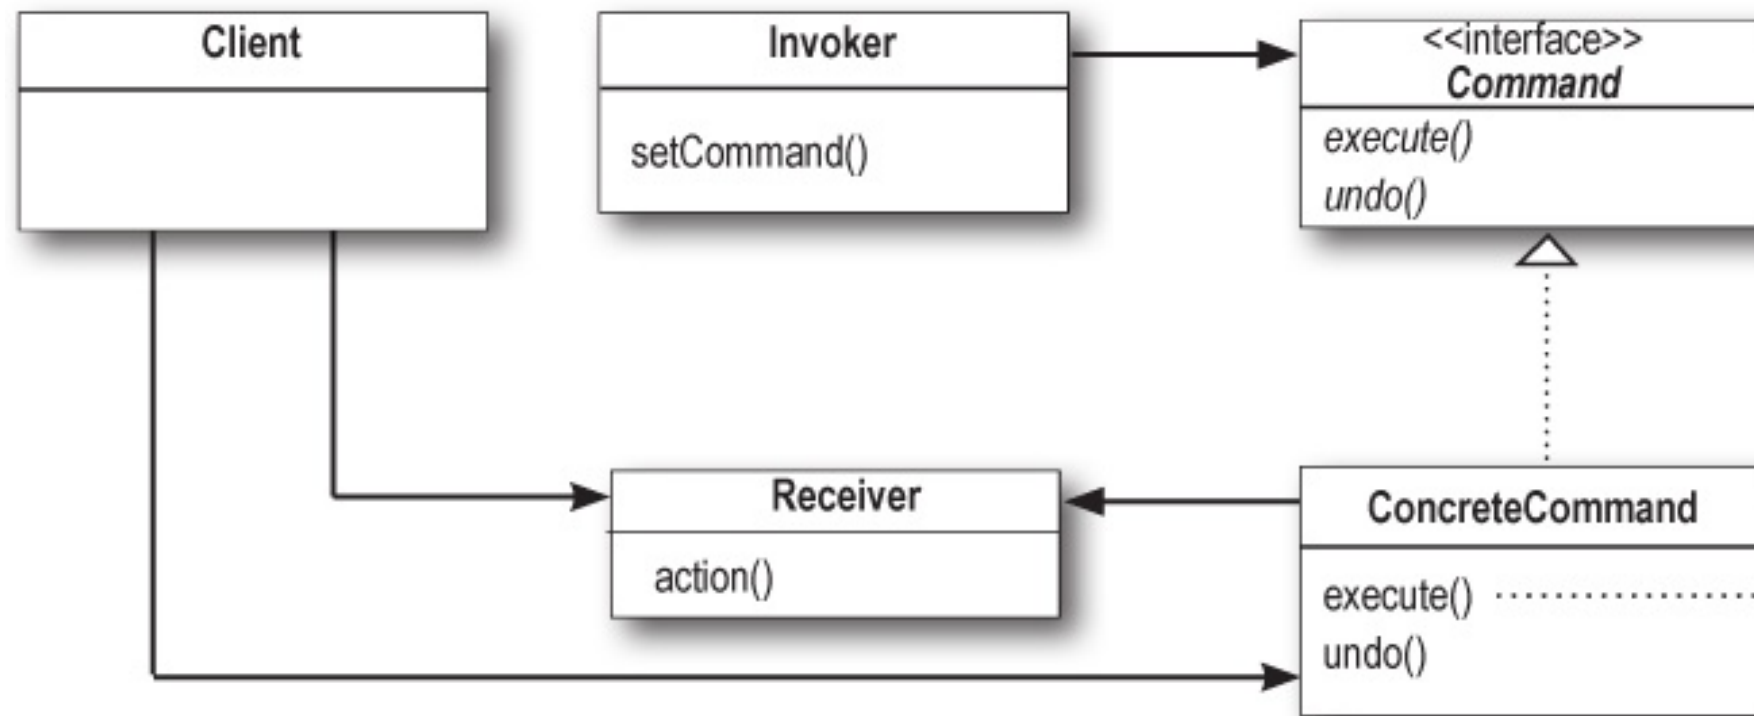 Client
Invoker
setCommand()
<<interface>>
Command
execute()
undo()
Receiver
action()
ConcreteCommand
execute()
undo()